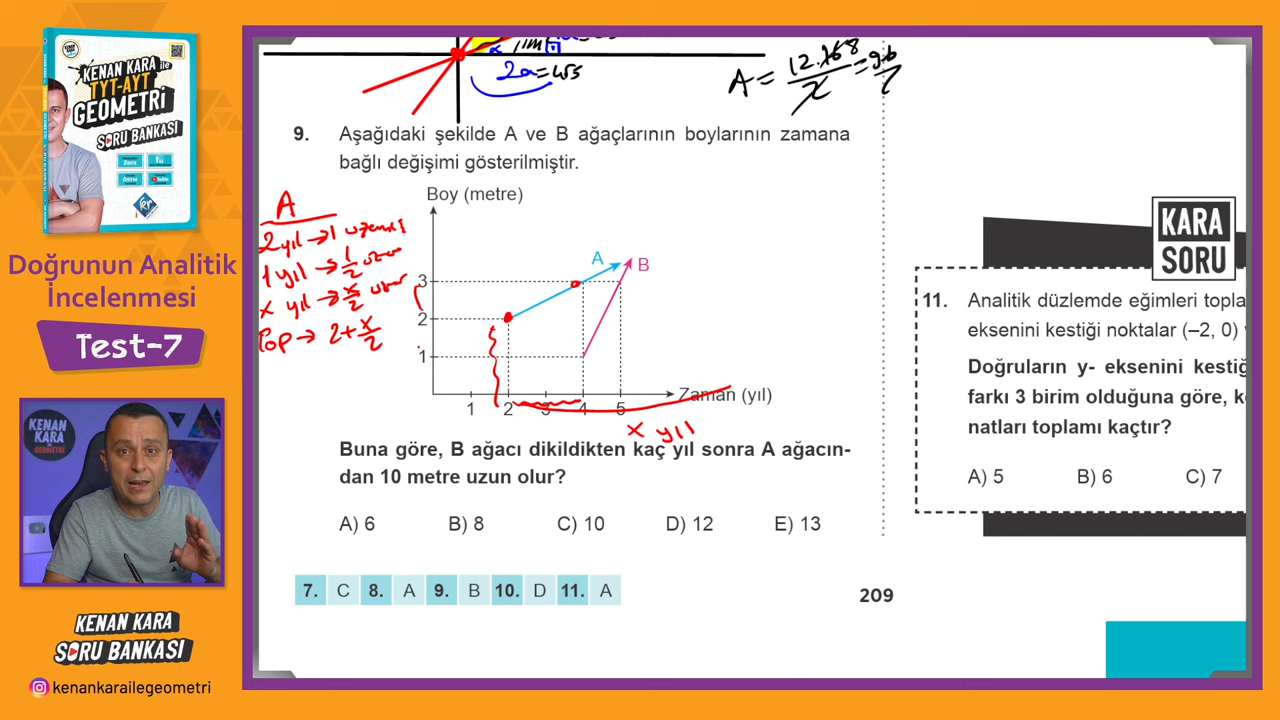 KENAN KARA ile
TYT-AYT
GEOMETRİ
SORU BANKASI
Doğrunun Analitik
İncelenmesi
Test-7
KENAN
KARA
GEOMETRİ
KENAN KARA
SORU BANKASI
kenankarailegeometri
2a=
A = 12.168
9. Aşağıdaki şekilde A ve B ağaçlarının boylarının zamana
bağlı değişimi gösterilmiştir.
Boy (metre)
A
B
3
2
1
1 2 3 4 5
Zaman (yıl)
x yıl
A
2 yıl → 1 uzamış
1 yıl → 1/2 uzar
x yıl → x/2 uzar
Top → 2 + x/2
Buna göre, B ağacı dikildikten kaç yıl sonra A ağacın-
dan 10 metre uzun olur?
A) 6 B) 8 C) 10 D) 12 E) 13
7. C 8. A 9. B 10. D 11. A
209
KARA
SORU
11. Analitik düzlemde eğimleri topla
eksenini kestiği noktalar (–2, 0)
Doğruların y- eksenini kestiğ
farkı 3 birim olduğuna göre, k
natları toplamı kaçtır?
A) 5 B) 6 C) 7